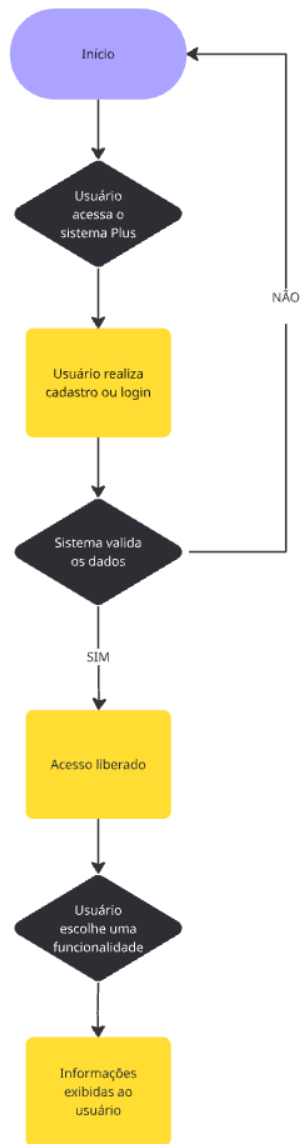 Início
Usuário
acessa o
sistema Plus
NÃO
Usuário realiza
cadastro ou login
Sistema valida
os dados
SIM
Acesso liberado
Usuário
escolhe uma
funcionalidade
Informações
exibidas ao
usuário